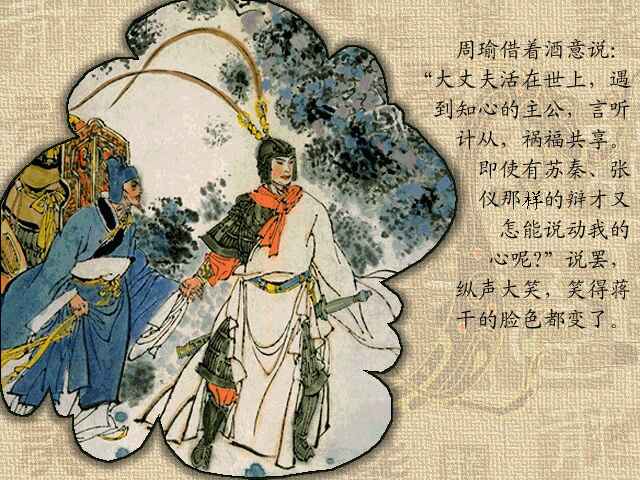 周瑜借着酒意说：
“大丈夫活在世上，遇
到知心的主公，言听
计从，祸福共享。
即使有苏秦、张
仪那样的辩才又
怎能说动我的
心呢？”说罢，
纵声大笑，笑得蒋
干的脸色都变了。